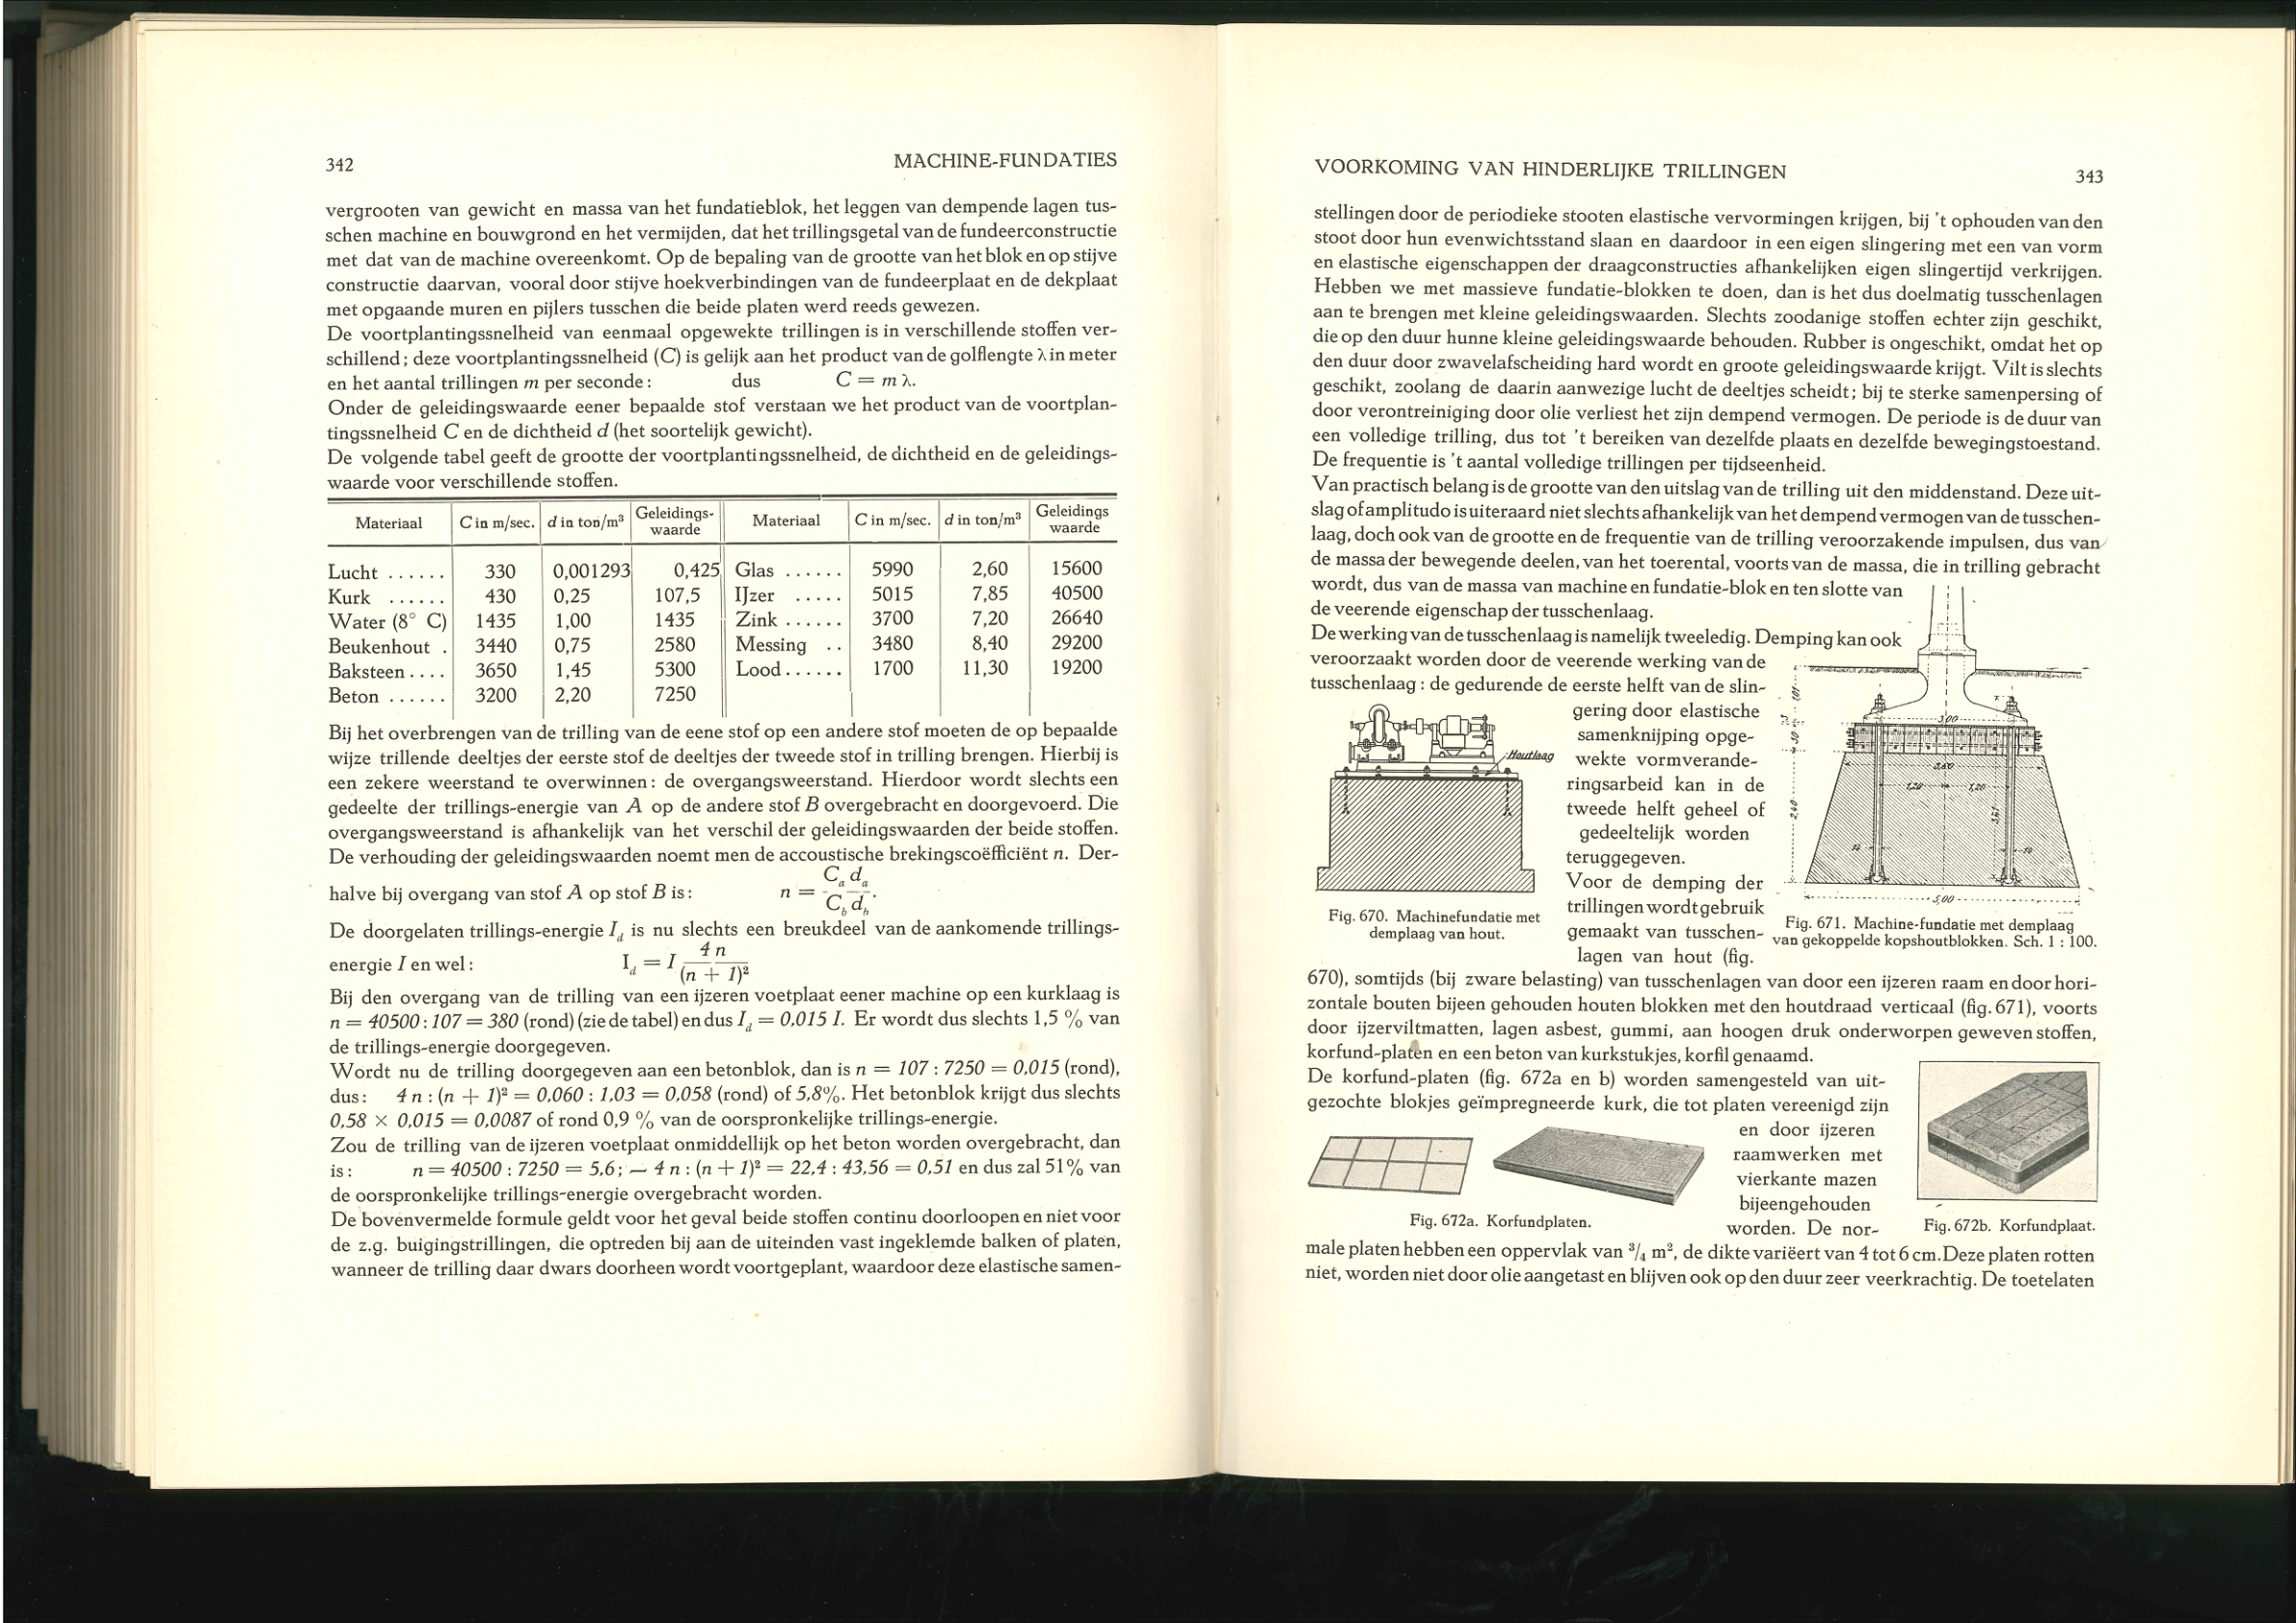 342
MACHINE-FUNDATIES
vergrooten van gewicht en massa van het fundatieblok, het leggen van dempende lagen tus-
schen machine en bouwgrond en het vermijden, dat het trillingsgetal van de fundeerconstructie
met dat van de machine overeenkomt. Op de bepaling van de grootte van het blok en op stijve
constructie daarvan, vooral door stijve hoekverbindingen van de fundeerplaat en de dekplaat
met opgaande muren en pijlers tusschen die beide platen werd reeds gewezen.
De voortplantingssnelheid van eenmaal opgewekte trillingen is in verschillende stoffen ver-
schillend; deze voortplantingssnelheid (C) is gelijk aan het product van de golflengte λ in meter
en het aantal trillingen m per seconde: dus C = m λ.
Onder de geleidingswaarde eener bepaalde stof verstaan we het product van de voortplan-
tingssnelheid C en de dichtheid d (het soortelijk gewicht).
De volgende tabel geeft de grootte der voortplantingssnelheid, de dichtheid en de geleidings-
waarde voor verschillende stoffen.
Materiaal C in m/sec. d in ton/m³ Geleidings-waarde Materiaal C in m/sec. d in ton/m³ Geleidings waarde
Lucht ...... 330 0,001293 0,425 Glas ...... 5990 2,60 15600
Kurk ...... 430 0,25 107,5 IJzer ..... 5015 7,85 40500
Water (8° C) 1435 1,00 1435 Zink ...... 3700 7,20 26640
Beukenhout . 3440 0,75 2580 Messing .. 3480 8,40 29200
Baksteen .... 3650 1,45 5300 Lood ...... 1700 11,30 19200
Beton ...... 3200 2,20 7250
Bij het overbrengen van de trilling van de eene stof op een andere stof moeten de op bepaalde
wijze trillende deeltjes der eerste stof de deeltjes der tweede stof in trilling brengen. Hierbij is
een zekere weerstand te overwinnen: de overgangsweerstand. Hierdoor wordt slechts een
gedeelte der trillings-energie van A op de andere stof B overgebracht en doorgevoerd. Die
overgangsweerstand is afhankelijk van het verschil der geleidingswaarden der beide stoffen.
De verhouding der geleidingswaarden noemt men de accoustische brekingscoëfficiënt n. Der-
halve bij overgang van stof A op stof B is: n = C_a d_a / C_b d_b.
De doorgelaten trillings-energie I_d is nu slechts een breukdeel van de aankomende trillings-
energie I en wel: I_d = I 4 n / (n + 1)²
Bij den overgang van de trilling van een ijzeren voetplaat eener machine op een kurklaag is
n = 40500 : 107 = 380 (rond) (zie de tabel) en dus I_d = 0,015 I. Er wordt dus slechts 1,5 % van
de trillings-energie doorgegeven.
Wordt nu de trilling doorgegeven aan een betonblok, dan is n = 107 : 7250 = 0,015 (rond),
dus: 4 n : (n + 1)² = 0,060 : 1,03 = 0,058 (rond) of 5,8%. Het betonblok krijgt dus slechts
0,58 × 0,015 = 0,0087 of rond 0,9 % van de oorspronkelijke trillings-energie.
Zou de trilling van de ijzeren voetplaat onmiddellijk op het beton worden overgebracht, dan
is: n = 40500 : 7250 = 5,6; — 4 n : (n + 1)² = 22,4 : 43,56 = 0,51 en dus zal 51% van
de oorspronkelijke trillings-energie overgebracht worden.
De bovenvermelde formule geldt voor het geval beide stoffen continu doorloopen en niet voor
de z.g. buigingstrillingen, die optreden bij aan de uiteinden vast ingeklemde balken of platen,
wanneer de trilling daar dwars doorheen wordt voortgeplant, waardoor deze elastische samen-
VOORKOMING VAN HINDERLIJKE TRILLINGEN
343
stellingen door de periodieke stooten elastische vervormingen krijgen, bij 't ophouden van den
stoot door hun evenwichtsstand slaan en daardoor in een eigen slingering met een van vorm
en elastische eigenschappen der draagconstructies afhankelijken eigen slingertijd verkrijgen.
Hebben we met massieve fundatie-blokken te doen, dan is het dus doelmatig tusschenlagen
aan te brengen met kleine geleidingswaarden. Slechts zoodanige stoffen echter zijn geschikt,
die op den duur hunne kleine geleidingswaarde behouden. Rubber is ongeschikt, omdat het op
den duur door zwavelafscheiding hard wordt en groote geleidingswaarde krijgt. Vilt is slechts
geschikt, zoolang de daarin aanwezige lucht de deeltjes scheidt; bij te sterke samenpersing of
door verontreiniging door olie verliest het zijn dempend vermogen. De periode is de duur van
een volledige trilling, dus tot 't bereiken van dezelfde plaats en dezelfde bewegingstoestand.
De frequentie is 't aantal volledige trillingen per tijdseenheid.
Van practisch belang is de grootte van den uitslag van de trilling uit den middenstand. Deze uit-
slag of amplitudo is uiteraard niet slechts afhankelijk van het dempend vermogen van de tusschen-
laag, doch ook van de grootte en de frequentie van de trilling veroorzakende impulsen, dus van
de massa der bewegende deelen, van het toerental, voorts van de massa, die in trilling gebracht
wordt, dus van de massa van machine en fundatie-blok en ten slotte van
de veerende eigenschap der tusschenlaag.
De werking van de tusschenlaag is namelijk tweeledig. Demping kan ook
veroorzaakt worden door de veerende werking van de
tusschenlaag: de gedurende de eerste helft van de slin-
gering door elastische
samenknijping opge-
wekte vormverande-
ringsarbeid kan in de
tweede helft geheel of
gedeeltelijk worden
teruggegeven.
Voor de demping der
trillingen wordt gebruik
gemaakt van tusschen-
lagen van hout (fig.
Houtlaag
Fig. 670. Machinefundatie met
demplaag van hout.
3,00
3,60
1,20 1,20
2,40
5,00
Fig. 671. Machine-fundatie met demplaag
van gekoppelde kopshoutblokken. Sch. 1 : 100.
670), somtijds (bij zware belasting) van tusschenlagen van door een ijzeren raam en door hori-
zontale bouten bijeen gehouden houten blokken met den houtdraad verticaal (fig. 671), voorts
door ijzerviltmatten, lagen asbest, gummi, aan hoogen druk onderworpen geweven stoffen,
korfund-platen en een beton van kurkstukjes, korfil genaamd.
De korfund-platen (fig. 672a en b) worden samengesteld van uit-
gezochte blokjes geïmpregneerde kurk, die tot platen vereenigd zijn
en door ijzeren
raamwerken met
vierkante mazen
bijeengehouden
worden. De nor-
Fig. 672a. Korfundplaten.
Fig. 672b. Korfundplaat.
male platen hebben een oppervlak van ³/₄ m², de dikte variëert van 4 tot 6 cm. Deze platen rotten
niet, worden niet door olie aangetast en blijven ook op den duur zeer veerkrachtig. De toetelaten